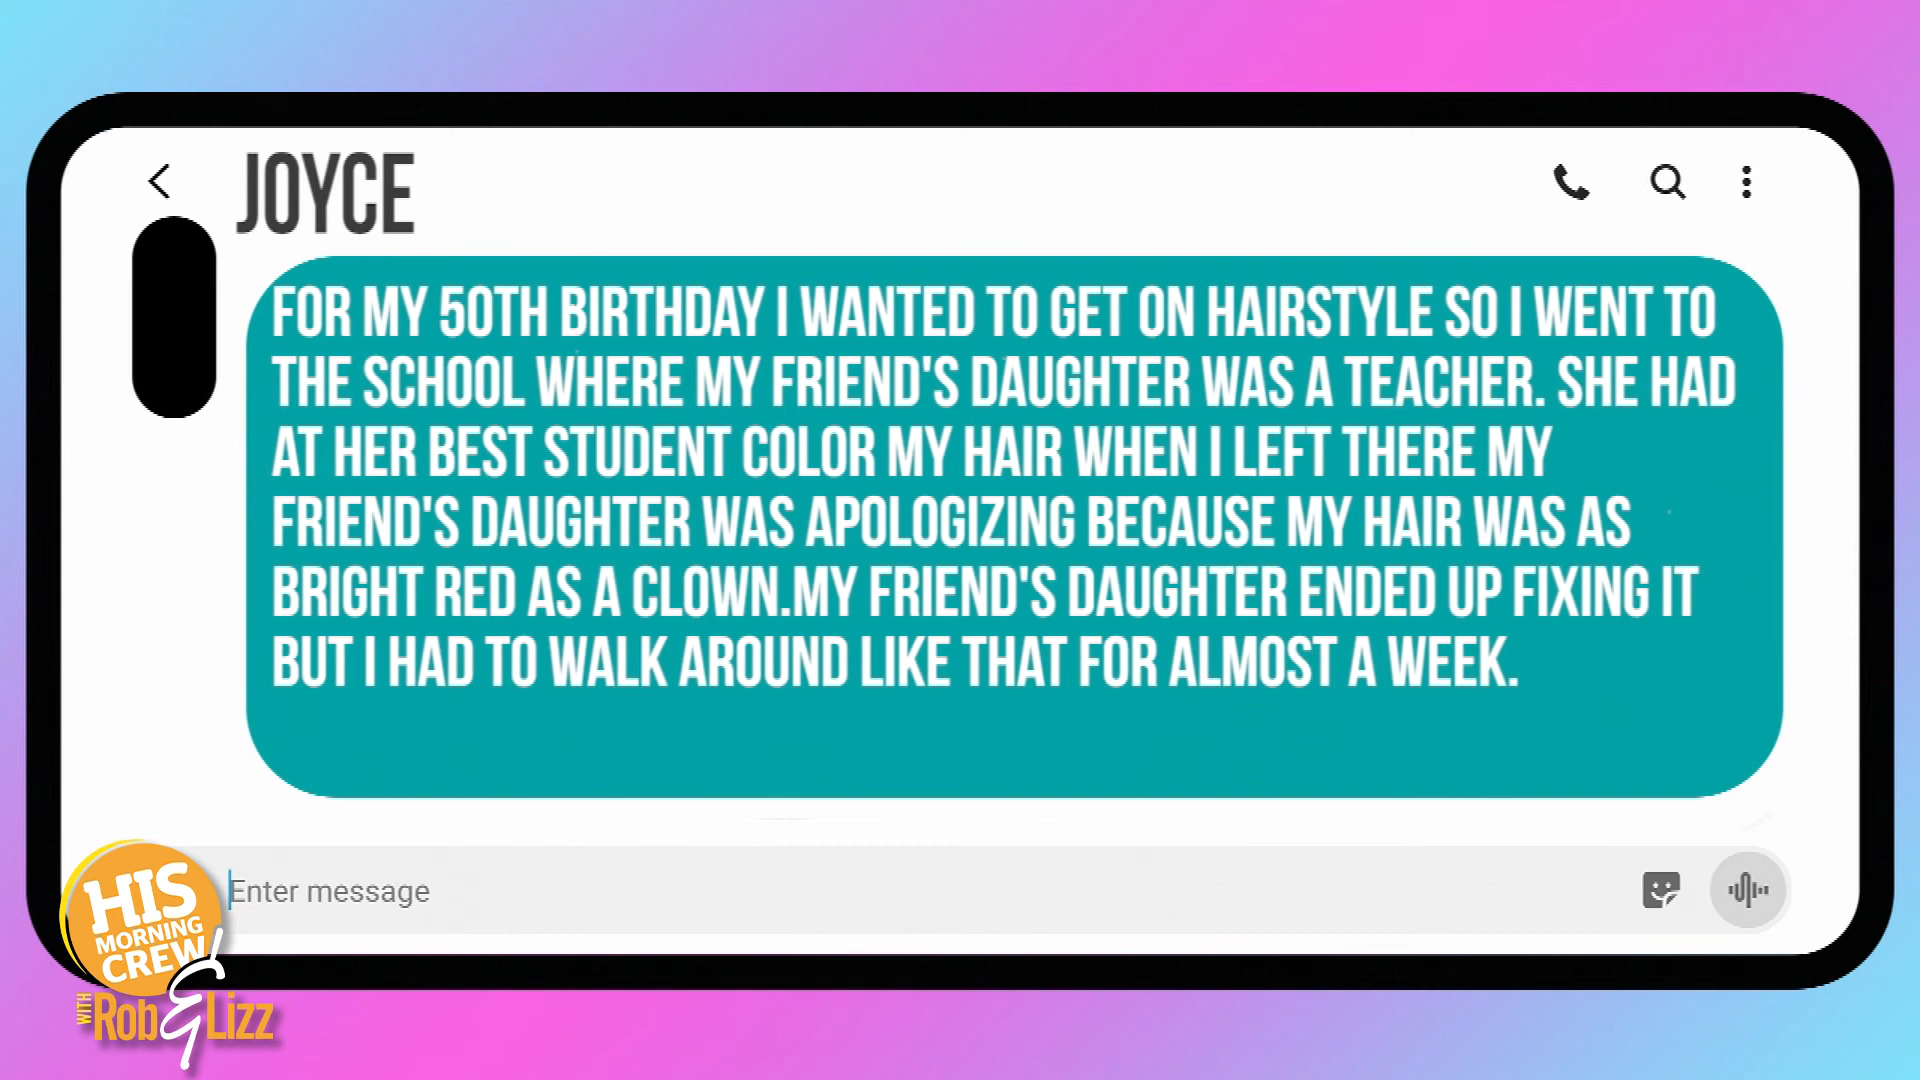 JOYCE
FOR MY 50TH BIRTHDAY I WANTED TO GET ON HAIRSTYLE SO I WENT TO
THE SCHOOL WHERE MY FRIEND'S DAUGHTER WAS A TEACHER. SHE HAD
AT HER BEST STUDENT COLOR MY HAIR WHEN I LEFT THERE MY
FRIEND'S DAUGHTER WAS APOLOGIZING BECAUSE MY HAIR WAS AS
BRIGHT RED AS A CLOWN.MY FRIEND'S DAUGHTER ENDED UP FIXING IT
BUT I HAD TO WALK AROUND LIKE THAT FOR ALMOST A WEEK.
Enter message
HIS
MORNING
CREW
WITH Rob & Lizz